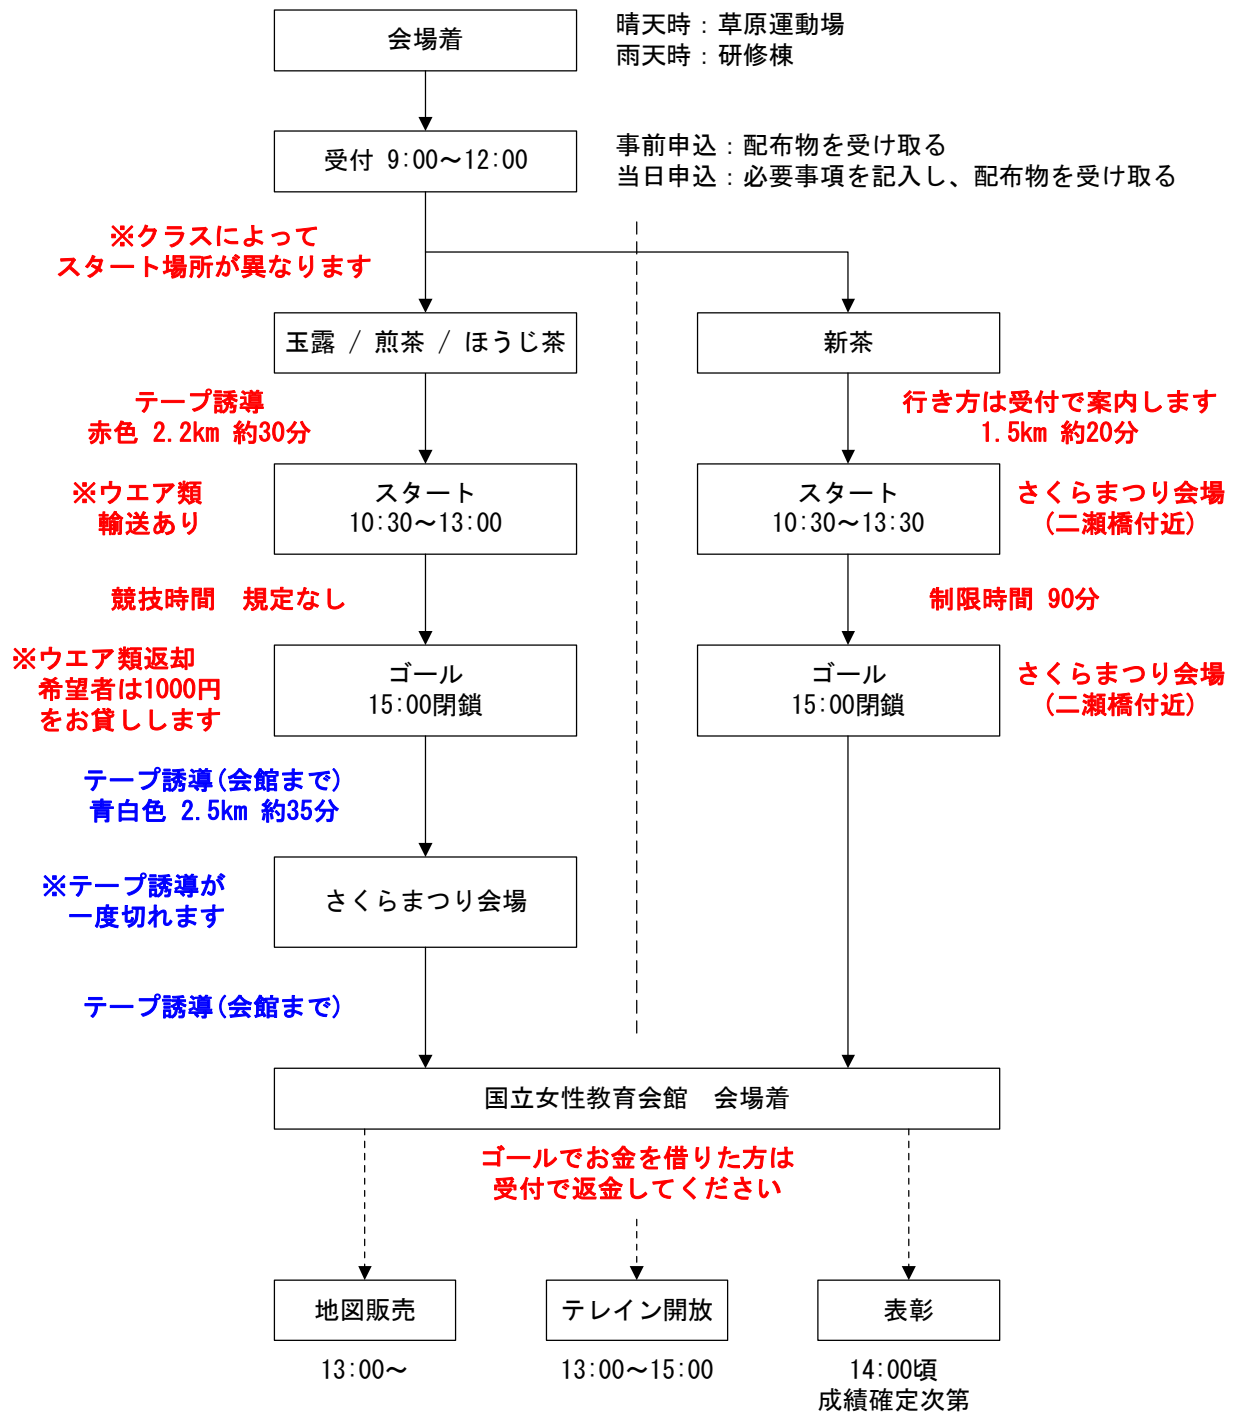 会場着
晴天時：草原運動場
雨天時：研修棟
受付 9:00～12:00
事前申込：配布物を受け取る
当日申込：必要事項を記入し、配布物を受け取る
※クラスによって
スタート場所が異なります
玉露 / 煎茶 / ほうじ茶
新茶
テープ誘導
赤色 2.2km 約30分
行き方は受付で案内します
1.5km 約20分
※ウエア類
輸送あり
スタート
10:30～13:00
スタート
10:30～13:30
さくらまつり会場
(二瀬橋付近)
競技時間　規定なし
制限時間 90分
※ウエア類返却
希望者は1000円
をお貸しします
ゴール
15:00閉鎖
ゴール
15:00閉鎖
さくらまつり会場
(二瀬橋付近)
テープ誘導(会館まで)
青白色 2.5km 約35分
※テープ誘導が
一度切れます
さくらまつり会場
テープ誘導(会館まで)
国立女性教育会館　会場着
ゴールでお金を借りた方は
受付で返金してください
地図販売
テレイン開放
表彰
13:00～
13:00～15:00
14:00頃
成績確定次第